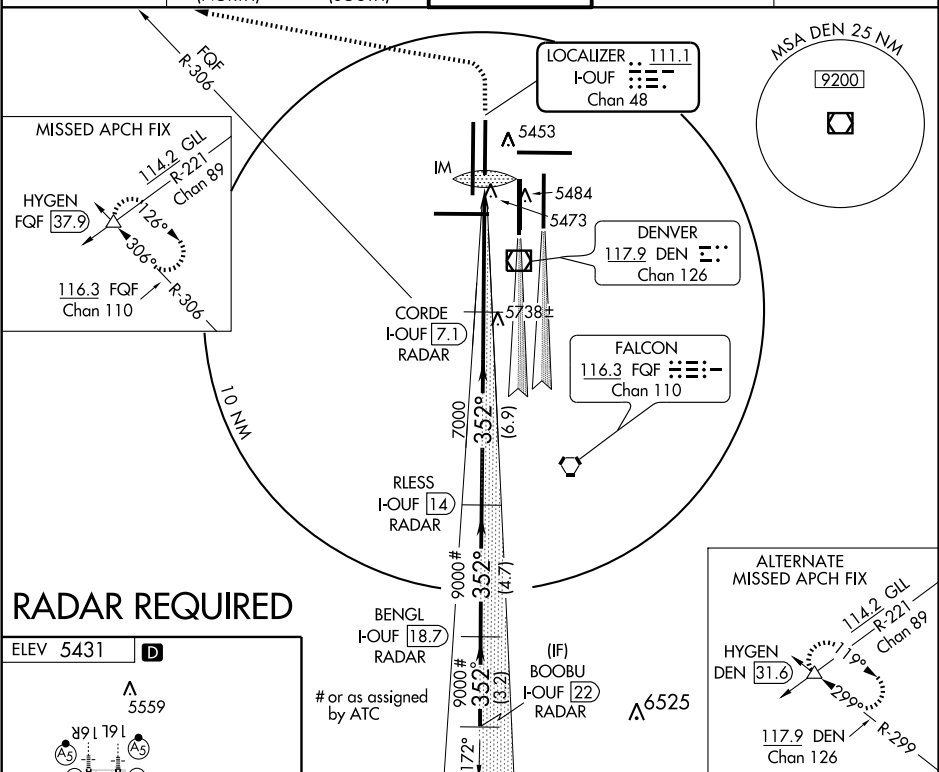 (NORTH)
(SOUTH)
FQF
R-306
LOCALIZER 111.1
I-OUF
Chan 48
MSA DEN 25 NM
9200
MISSED APCH FIX
114.2 GLL
R-221
Chan 89
HYGEN
FQF 37.9
126°
306°
116.3 FQF
Chan 110
R-306
IM
5453
5484
5473
DENVER
117.9 DEN
Chan 126
CORDE
I-OUF 7.1
RADAR
5738±
FALCON
116.3 FQF
Chan 110
10 NM
7000
352°
(6.9)
RLESS
I-OUF 14
RADAR
9000#
352°
(4.7)
RADAR REQUIRED
BENGL
I-OUF 18.7
RADAR
9000#
352°
(3.2)
(IF)
BOOBU
I-OUF 22
RADAR
# or as assigned
by ATC
172°
6525
ELEV 5431 D
5559
16R
16L
A5
A5
ALTERNATE
MISSED APCH FIX
114.2 GLL
R-221
Chan 89
HYGEN
DEN 31.6
119°
299°
R-299
117.9 DEN
Chan 126